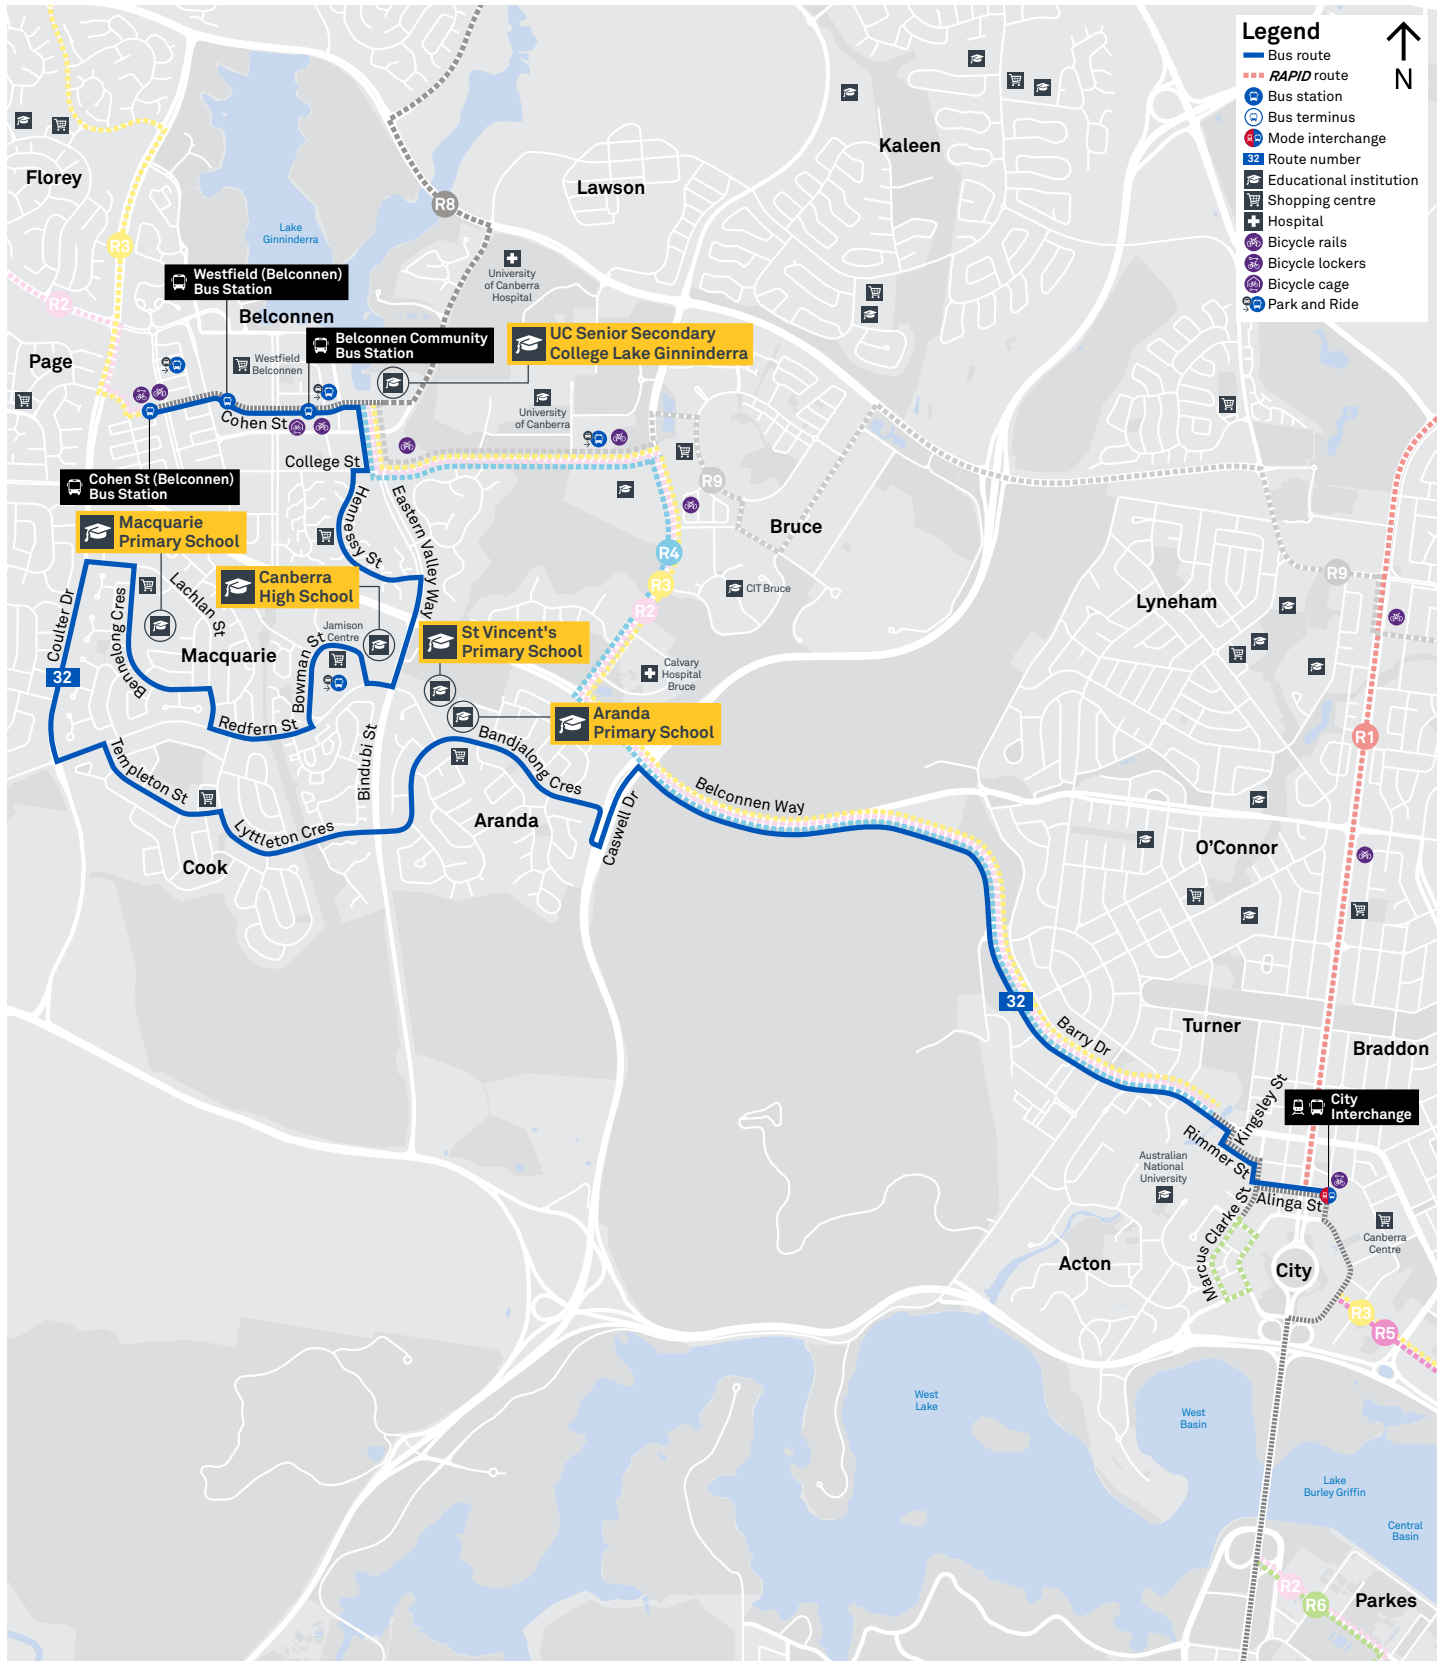 Legend
Bus route
RAPID route
Bus station
Bus terminus
Mode interchange
32 Route number
Educational institution
Shopping centre
Hospital
Bicycle rails
Bicycle lockers
Bicycle cage
Park and Ride
N
Kaleen
Florey
Lawson
R8
Lake
Ginninderra
R3
University
of Canberra
Hospital
Westfield (Belconnen)
Bus Station
R2
Belconnen
Belconnen Community
Bus Station
UC Senior Secondary
College Lake Ginninderra
Page
Westfield
Belconnen
University
of Canberra
Cohen St
College St
Cohen St (Belconnen)
Bus Station
Hennessy St
Eastern Valley Way
R9
Bruce
Macquarie
Primary School
R4
R3
R2
CIT Bruce
R9
Lyneham
Canberra
High School
Lachlan St
Coulter Dr
Bennelong Cres
Jamison
Centre
St Vincent's
Primary School
Macquarie
Bowman St
32
Calvary
Hospital
Bruce
Redfern St
Aranda
Primary School
R1
Bindubi St
Bandjalong Cres
Templeton St
Belconnen Way
Lyttleton Cres
Aranda
Caswell Dr
Cook
O'Connor
32
Barry Dr
Turner
Braddon
Kingsley St
City
Interchange
Rimmer St
Australian
National
University
Alinga St
Marcus Clarke St
Canberra
Centre
Acton
City
R3
R5
West
Lake
West
Basin
Lake
Burley Griffin
Central
Basin
R2
R6
Parkes